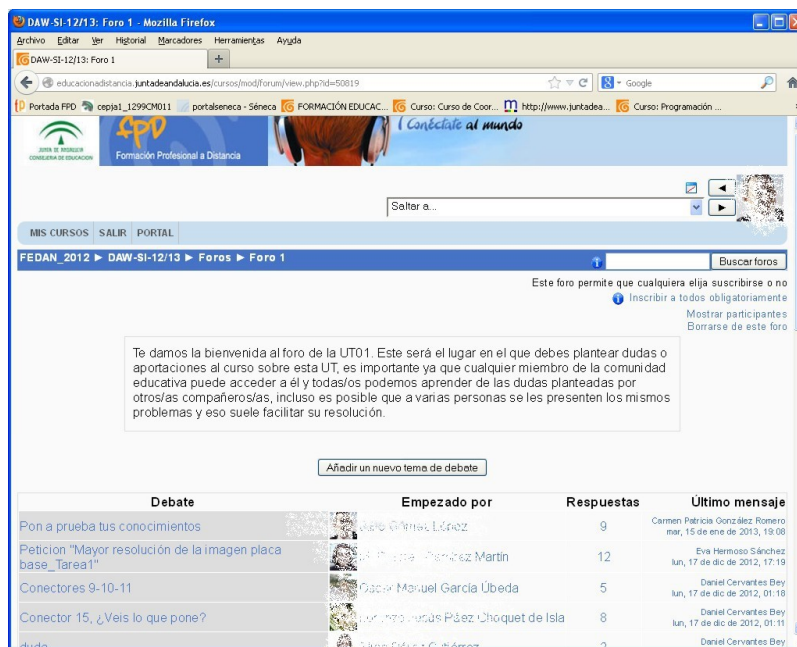 DAW-SI-12/13: Foro 1 - Mozilla Firefox
Archivo Editar Ver Historial Marcadores Herramientas Ayuda
DAW-SI-12/13: Foro 1
educacionadistancia.juntadeandalucia.es/cursos/mod/forum/view.php?id=50819
Google
Portada FPD cepja1_1299CM011 portalseneca - Séneca FORMACIÓN EDUCAC... Curso: Curso de Coor... http://www.juntadea... Curso: Programación ...
JUNTA DE ANDALUCIA
CONSEJERIA DE EDUCACION
fpd
Formación Profesional a Distancia
Conéctate al mundo
Saltar a...
MIS CURSOS SALIR PORTAL
FEDAN_2012 ► DAW-SI-12/13 ► Foros ► Foro 1
Buscar foros
Este foro permite que cualquiera elija suscribirse o no
Inscribir a todos obligatoriamente
Mostrar participantes
Borrarse de este foro
Te damos la bienvenida al foro de la UT01. Este será el lugar en el que debes plantear dudas o
aportaciones al curso sobre esta UT, es importante ya que cualquier miembro de la comunidad
educativa puede acceder a él y todas/os podemos aprender de las dudas planteadas por
otros/as compañeros/as, incluso es posible que a varias personas se les presenten los mismos
problemas y eso suele facilitar su resolución.
Añadir un nuevo tema de debate
Debate Empezado por Respuestas Último mensaje
Pon a prueba tus conocimientos Gómez López 9 Carmen Patricia González Romero
mar, 15 de ene de 2013, 19:08
Peticion "Mayor resolución de la imagen placa
base_Tarea1" Martín 12 Eva Hermoso Sánchez
lun, 17 de dic de 2012, 17:19
Conectores 9-10-11 Manuel García Úbeda 5 Daniel Cervantes Bey
lun, 17 de dic de 2012, 01:18
Conector 15, ¿Veis lo que pone? Jesús Páez Choquet de Isla 8 Daniel Cervantes Bey
lun, 17 de dic de 2012, 01:11
duda Gutiérrez Daniel Cervantes Bey